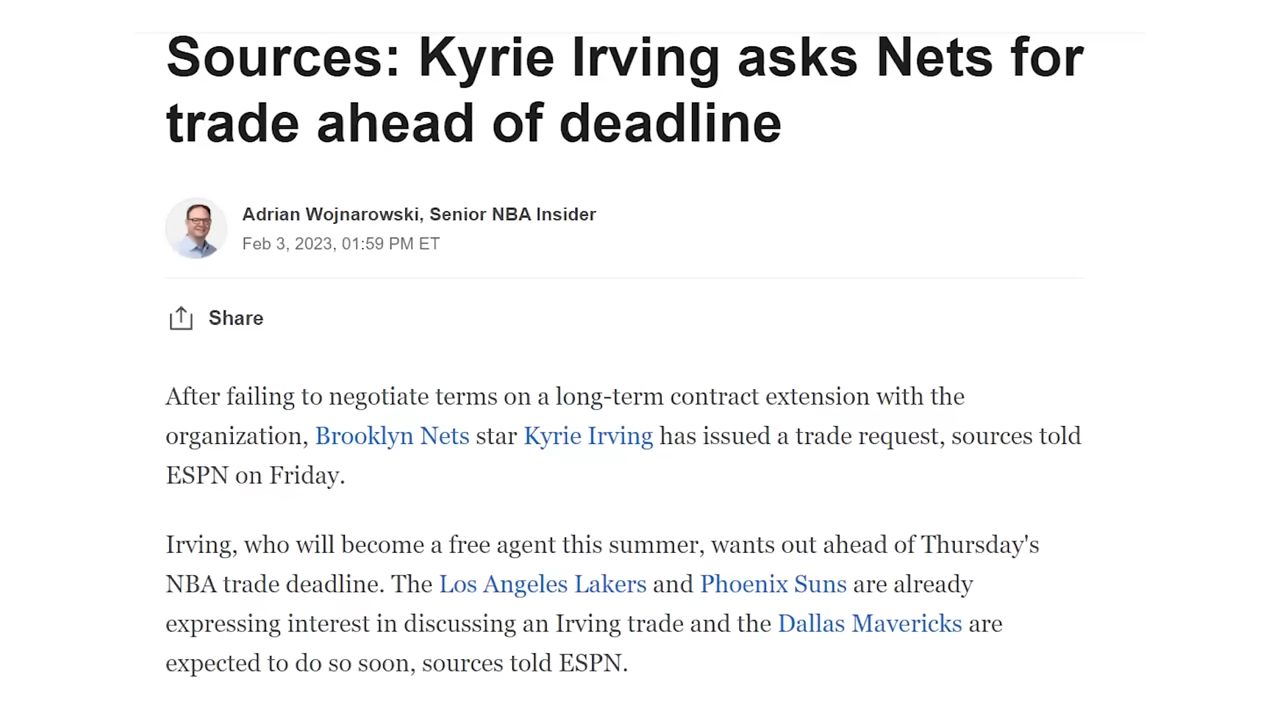 Sources: Kyrie Irving asks Nets for
trade ahead of deadline
Adrian Wojnarowski, Senior NBA Insider
Feb 3, 2023, 01:59 PM ET
Share
After failing to negotiate terms on a long-term contract extension with the
organization, Brooklyn Nets star Kyrie Irving has issued a trade request, sources told
ESPN on Friday.
Irving, who will become a free agent this summer, wants out ahead of Thursday's
NBA trade deadline. The Los Angeles Lakers and Phoenix Suns are already
expressing interest in discussing an Irving trade and the Dallas Mavericks are
expected to do so soon, sources told ESPN.